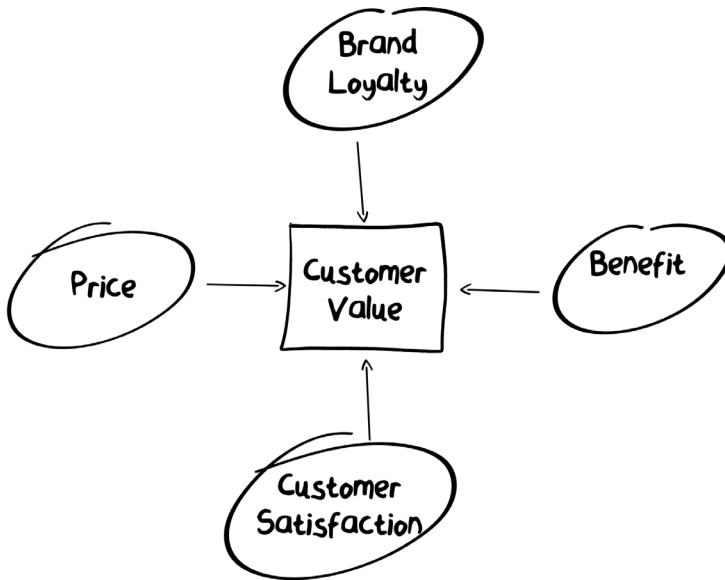 Brand
Loyalty
Price
Customer
Value
Benefit
Customer
Satisfaction